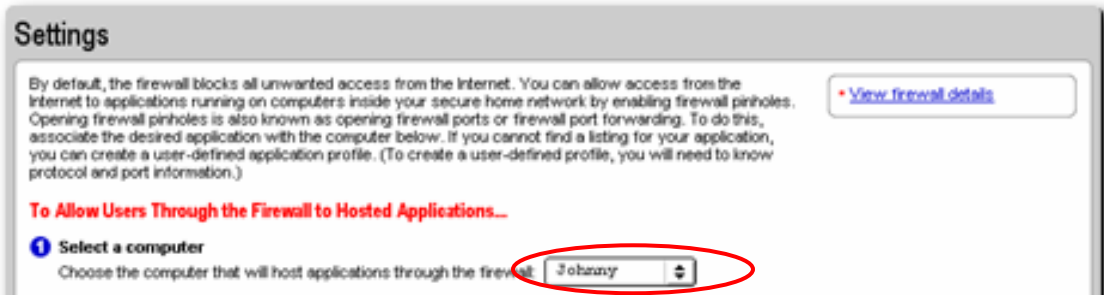 Settings
By default, the firewall blocks all unwanted access from the Internet. You can allow access from the
Internet to applications running on computers inside your secure home network by enabling firewall pinholes.
Opening firewall pinholes is also known as opening firewall ports or firewall port forwarding. To do this,
associate the desired application with the computer below. If you cannot find a listing for your application,
you can create a user-defined application profile. (To create a user-defined profile, you will need to know
protocol and port information.)
• View firewall details
To Allow Users Through the Firewall to Hosted Applications...
1 Select a computer
Choose the computer that will host applications through the firewall: Johnny